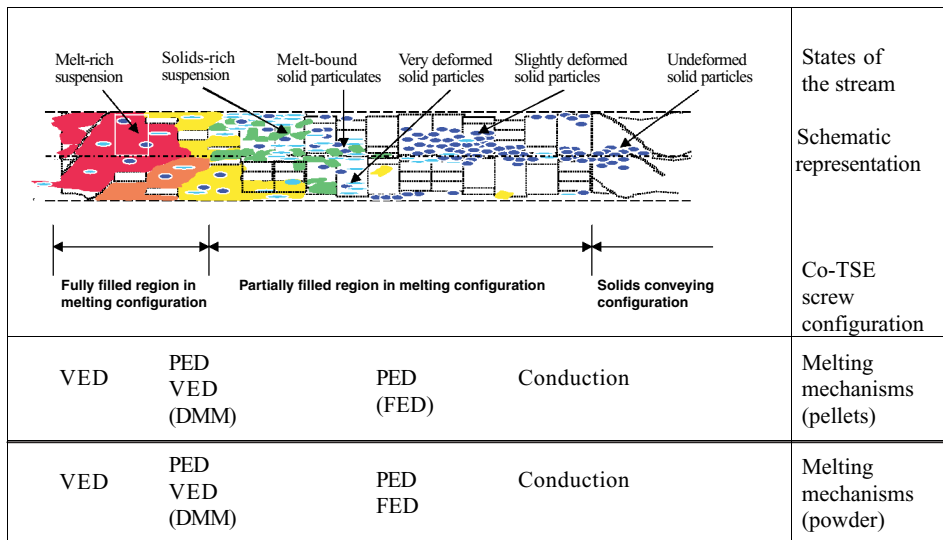 Melt-rich
suspension
Solids-rich
suspension
Melt-bound
solid particulates
Very deformed
solid particles
Slightly deformed
solid particles
Undeformed
solid particles
States of
the stream
Schematic
representation
Fully filled region in
melting configuration
Partially filled region in melting configuration
Solids conveying
configuration
Co-TSE
screw
configuration
VED
PED
VED
(DMM)
PED
(FED)
Conduction
Melting
mechanisms
(pellets)
VED
PED
VED
(DMM)
PED
FED
Conduction
Melting
mechanisms
(powder)